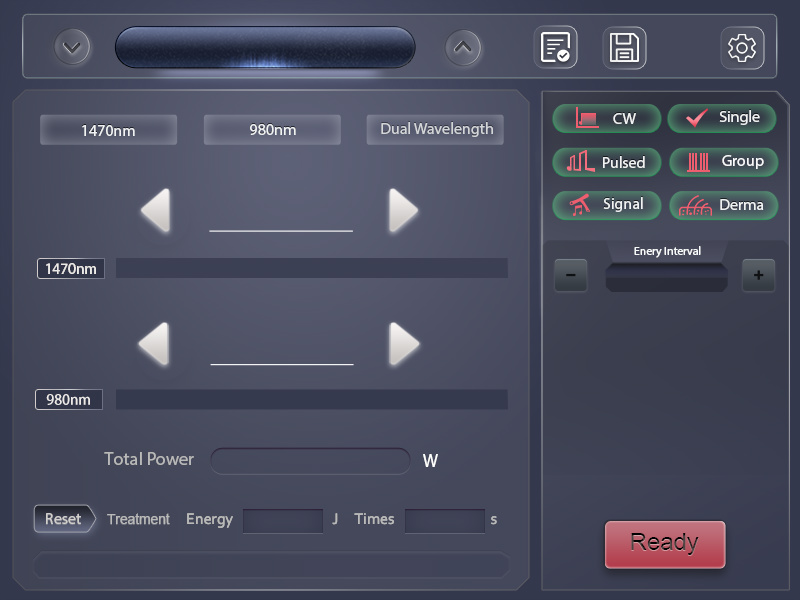 1470nm
980nm
Dual Wavelength
1470nm
980nm
Total Power
W
Reset
Treatment
Energy
J
Times
s
CW
Single
Pulsed
Group
Signal
Derma
Enery Interval
−
+
Ready